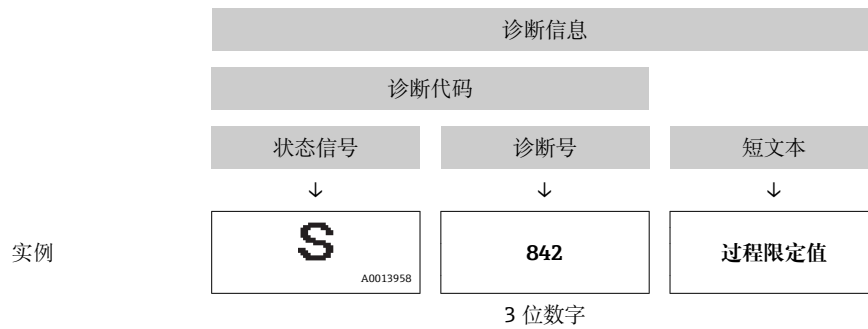 诊断信息
诊断代码
状态信号 诊断号 短文本
↓ ↓ ↓
实例 S 842 过程限定值
A0013958
3 位数字